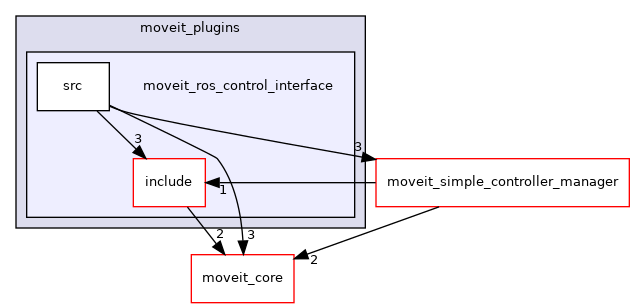 moveit_plugins
src
moveit_ros_control_interface
3
3
include
moveit_simple_controller_manager
1
2
3
2
moveit_core